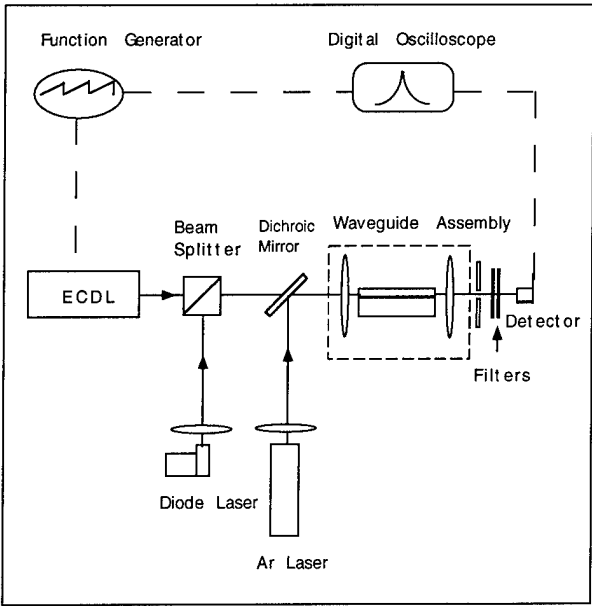 Function Generator
Digital Oscilloscope
Beam
Splitter
Dichroic
Mirror
Waveguide Assembly
ECDL
Detector
Filters
Diode Laser
Ar Laser